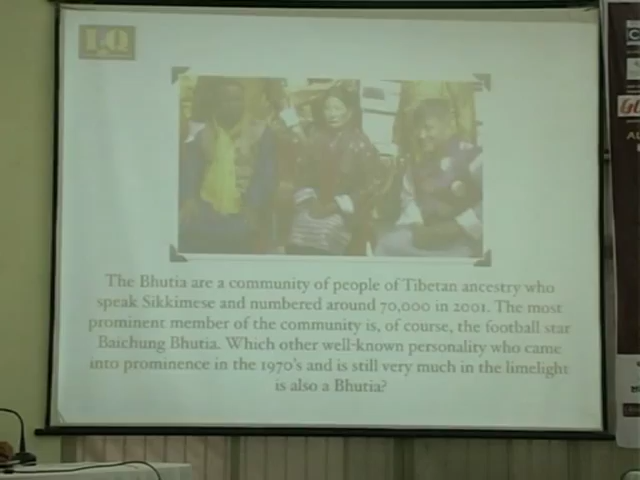 I.Q
The Bhutia are a community of people of Tibetan ancestry who
speak Sikkimese and numbered around 70,000 in 2001. The most
prominent member of the community is, of course, the football star
Baichung Bhutia. Which other well-known personality who came
into prominence in the 1970's and is still very much in the limelight
is also a Bhutia?